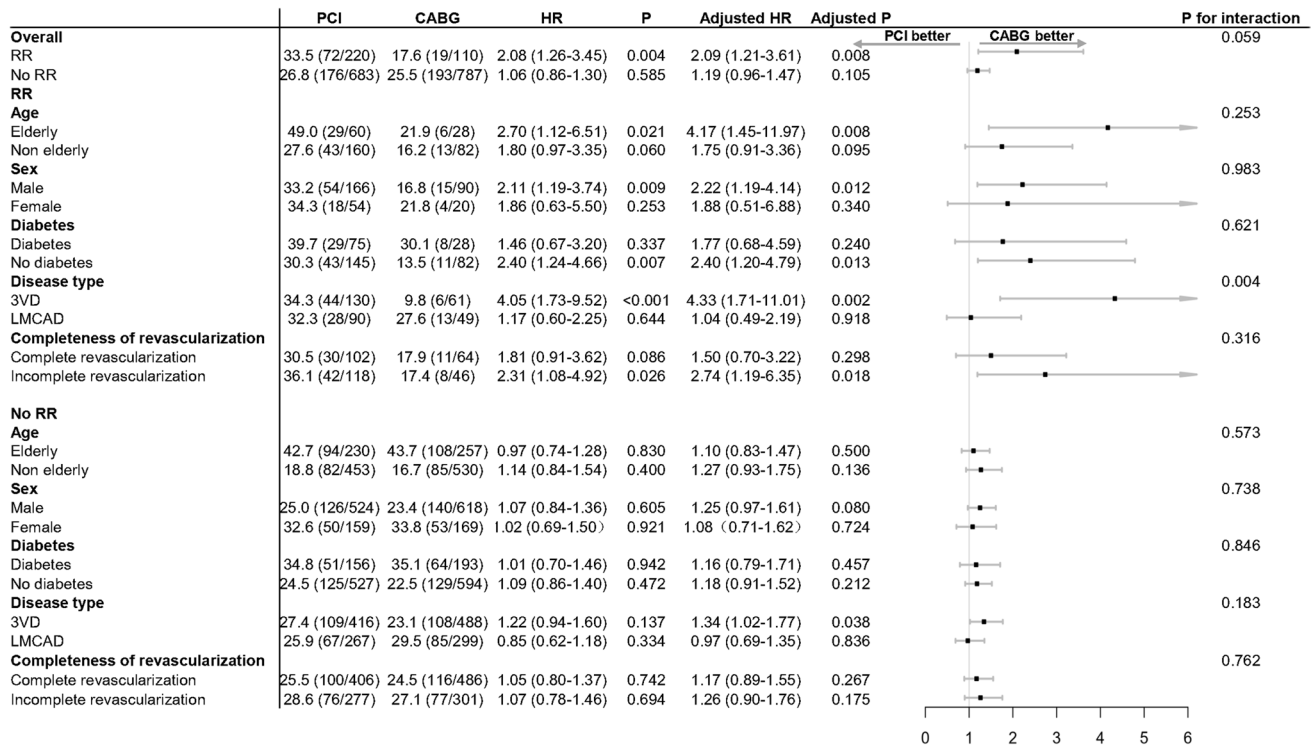 PCI CABG HR P Adjusted HR Adjusted P P for interaction
Overall PCI better CABG better 0.059
RR 33.5 (72/220) 17.6 (19/110) 2.08 (1.26-3.45) 0.004 2.09 (1.21-3.61) 0.008
No RR 26.8 (176/683) 25.5 (193/787) 1.06 (0.86-1.30) 0.585 1.19 (0.96-1.47) 0.105
RR
Age 0.253
Elderly 49.0 (29/60) 21.9 (6/28) 2.70 (1.12-6.51) 0.021 4.17 (1.45-11.97) 0.008
Non elderly 27.6 (43/160) 16.2 (13/82) 1.80 (0.97-3.35) 0.060 1.75 (0.91-3.36) 0.095
Sex 0.983
Male 33.2 (54/166) 16.8 (15/90) 2.11 (1.19-3.74) 0.009 2.22 (1.19-4.14) 0.012
Female 34.3 (18/54) 21.8 (4/20) 1.86 (0.63-5.50) 0.253 1.88 (0.51-6.88) 0.340
Diabetes 0.621
Diabetes 39.7 (29/75) 30.1 (8/28) 1.46 (0.67-3.20) 0.337 1.77 (0.68-4.59) 0.240
No diabetes 30.3 (43/145) 13.5 (11/82) 2.40 (1.24-4.66) 0.007 2.40 (1.20-4.79) 0.013
Disease type 0.004
3VD 34.3 (44/130) 9.8 (6/61) 4.05 (1.73-9.52) <0.001 4.33 (1.71-11.01) 0.002
LMCAD 32.3 (28/90) 27.6 (13/49) 1.17 (0.60-2.25) 0.644 1.04 (0.49-2.19) 0.918
Completeness of revascularization 0.316
Complete revascularization 30.5 (30/102) 17.9 (11/64) 1.81 (0.91-3.62) 0.086 1.50 (0.70-3.22) 0.298
Incomplete revascularization 36.1 (42/118) 17.4 (8/46) 2.31 (1.08-4.92) 0.026 2.74 (1.19-6.35) 0.018
No RR
Age 0.573
Elderly 42.7 (94/230) 43.7 (108/257) 0.97 (0.74-1.28) 0.830 1.10 (0.83-1.47) 0.500
Non elderly 18.8 (82/453) 16.7 (85/530) 1.14 (0.84-1.54) 0.400 1.27 (0.93-1.75) 0.136
Sex 0.738
Male 25.0 (126/524) 23.4 (140/618) 1.07 (0.84-1.36) 0.605 1.25 (0.97-1.61) 0.080
Female 32.6 (50/159) 33.8 (53/169) 1.02 (0.69-1.50） 0.921 1.08（0.71-1.62） 0.724
Diabetes 0.846
Diabetes 34.8 (51/156) 35.1 (64/193) 1.01 (0.70-1.46) 0.942 1.16 (0.79-1.71) 0.457
No diabetes 24.5 (125/527) 22.5 (129/594) 1.09 (0.86-1.40) 0.472 1.18 (0.91-1.52) 0.212
Disease type 0.183
3VD 27.4 (109/416) 23.1 (108/488) 1.22 (0.94-1.60) 0.137 1.34 (1.02-1.77) 0.038
LMCAD 25.9 (67/267) 29.5 (85/299) 0.85 (0.62-1.18) 0.334 0.97 (0.69-1.35) 0.836
Completeness of revascularization 0.762
Complete revascularization 25.5 (100/406) 24.5 (116/486) 1.05 (0.80-1.37) 0.742 1.17 (0.89-1.55) 0.267
Incomplete revascularization 28.6 (76/277) 27.1 (77/301) 1.07 (0.78-1.46) 0.694 1.26 (0.90-1.76) 0.175
0 1 2 3 4 5 6